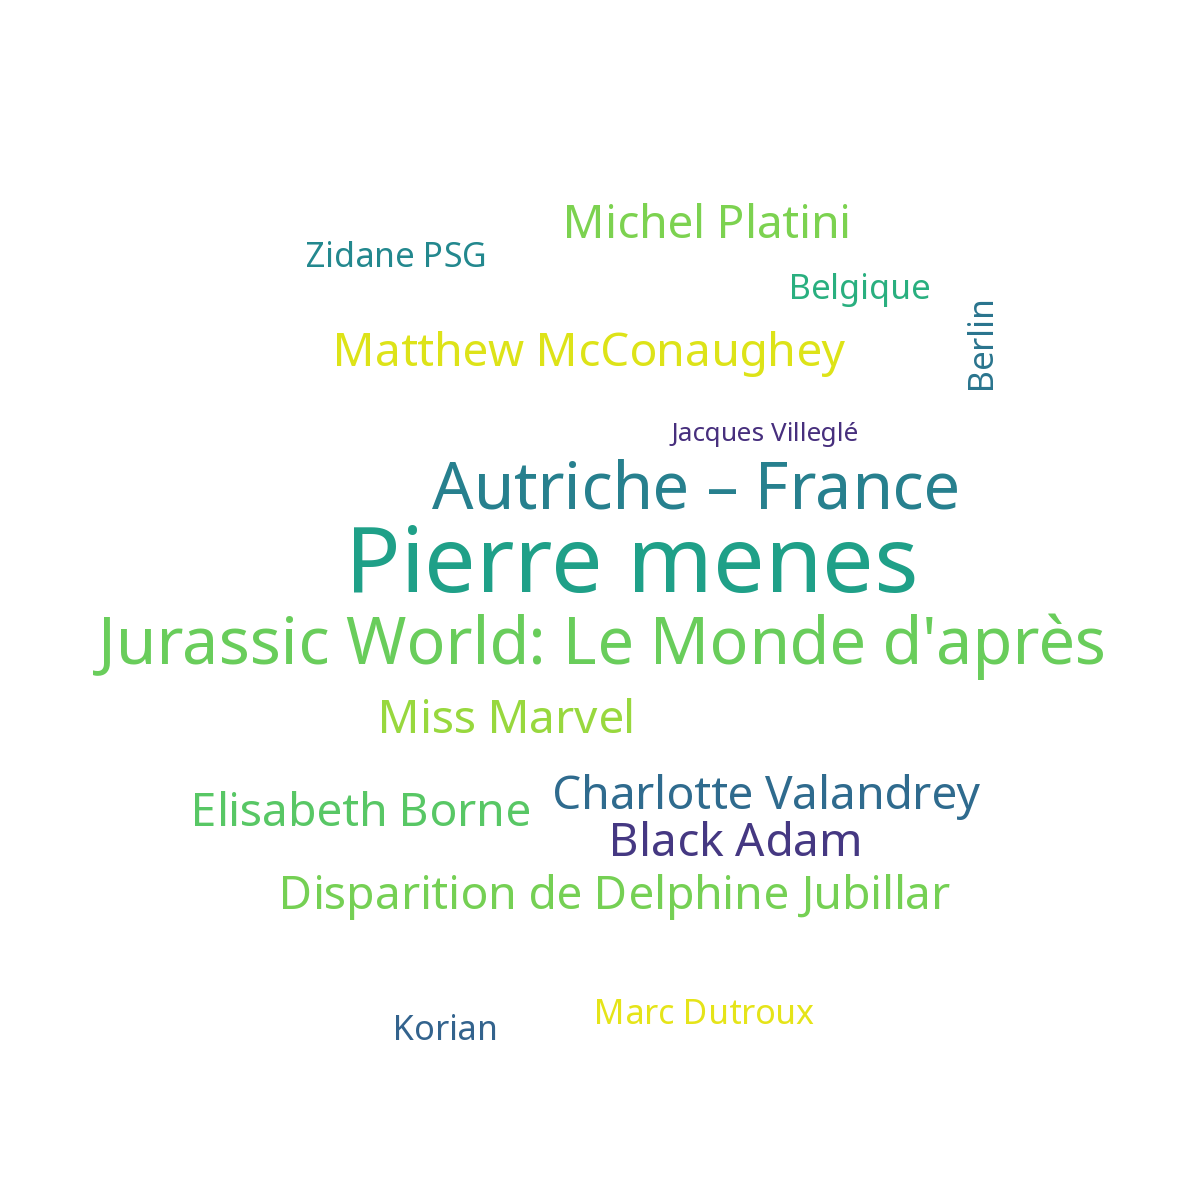 Michel Platini
Zidane PSG
Belgique
Berlin
Matthew McConaughey
Jacques Villeglé
Autriche – France
Pierre menes
Jurassic World: Le Monde d'après
Miss Marvel
Charlotte Valandrey
Elisabeth Borne
Black Adam
Disparition de Delphine Jubillar
Marc Dutroux
Korian